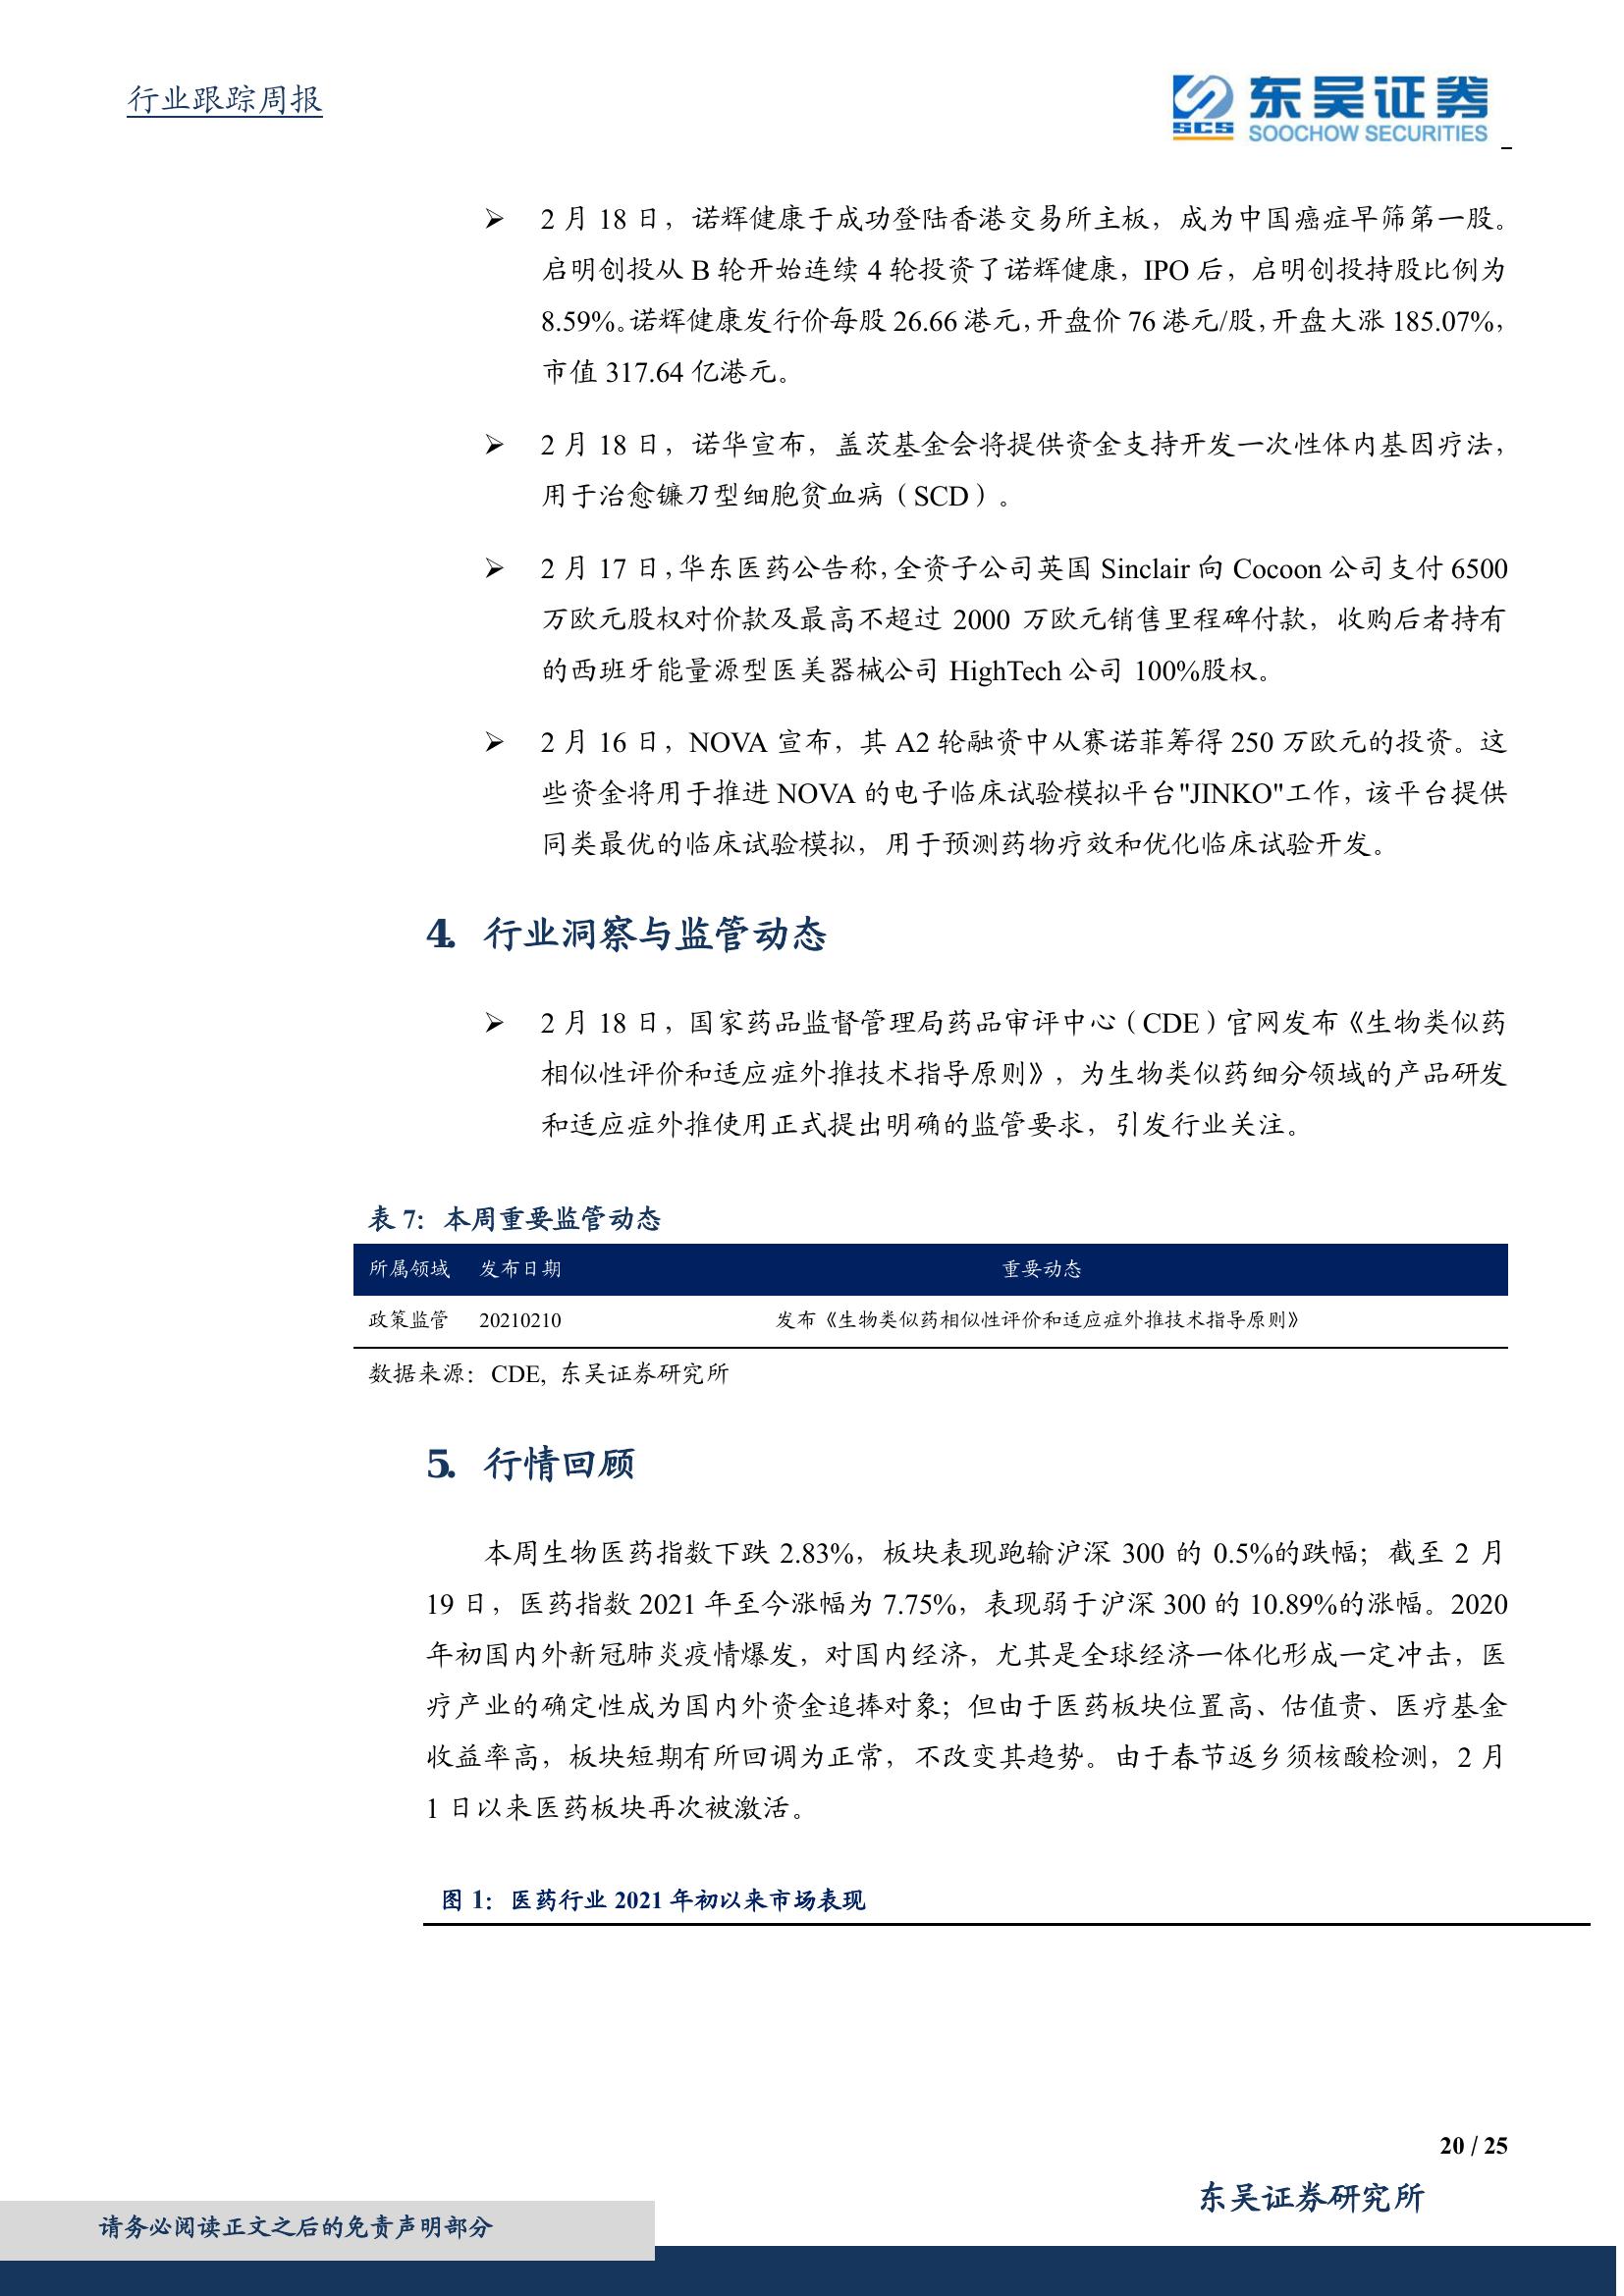 行业跟踪周报
SCS
东吴证券
SOOCHOW SECURITIES
➢ 2 月 18 日，诺辉健康于成功登陆香港交易所主板，成为中国癌症早筛第一股。
启明创投从 B 轮开始连续 4 轮投资了诺辉健康，IPO 后，启明创投持股比例为
8.59%。诺辉健康发行价每股 26.66 港元，开盘价 76 港元/股，开盘大涨 185.07%，
市值 317.64 亿港元。
➢ 2 月 18 日，诺华宣布，盖茨基金会将提供资金支持开发一次性体内基因疗法，
用于治愈镰刀型细胞贫血病（SCD）。
➢ 2 月 17 日，华东医药公告称，全资子公司英国 Sinclair 向 Cocoon 公司支付 6500
万欧元股权对价款及最高不超过 2000 万欧元销售里程碑付款，收购后者持有
的西班牙能量源型医美器械公司 HighTech 公司 100%股权。
➢ 2 月 16 日，NOVA 宣布，其 A2 轮融资中从赛诺菲筹得 250 万欧元的投资。这
些资金将用于推进 NOVA 的电子临床试验模拟平台"JINKO"工作，该平台提供
同类最优的临床试验模拟，用于预测药物疗效和优化临床试验开发。
4. 行业洞察与监管动态
➢ 2 月 18 日，国家药品监督管理局药品审评中心（CDE）官网发布《生物类似药
相似性评价和适应症外推技术指导原则》，为生物类似药细分领域的产品研发
和适应症外推使用正式提出明确的监管要求，引发行业关注。
表 7：本周重要监管动态
所属领域 发布日期 重要动态
政策监管 20210210 发布《生物类似药相似性评价和适应症外推技术指导原则》
数据来源：CDE，东吴证券研究所
5. 行情回顾
本周生物医药指数下跌 2.83%，板块表现跑输沪深 300 的 0.5%的跌幅；截至 2 月
19 日，医药指数 2021 年至今涨幅为 7.75%，表现弱于沪深 300 的 10.89%的涨幅。2020
年初国内外新冠肺炎疫情爆发，对国内经济，尤其是全球经济一体化形成一定冲击，医
疗产业的确定性成为国内外资金追捧对象；但由于医药板块位置高、估值贵、医疗基金
收益率高，板块短期有所回调为正常，不改变其趋势。由于春节返乡须核酸检测，2 月
1 日以来医药板块再次被激活。
图 1：医药行业 2021 年初以来市场表现
20 / 25
东吴证券研究所
请务必阅读正文之后的免责声明部分